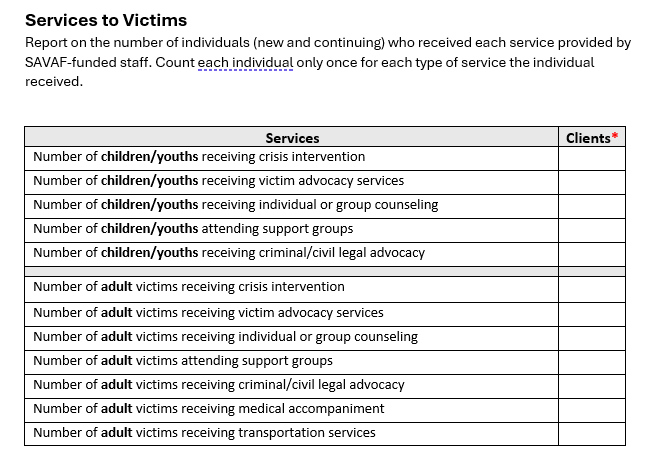 Services to Victims
Report on the number of individuals (new and continuing) who received each service provided by
SAVAF-funded staff. Count each individual only once for each type of service the individual
received.
Services Clients*
Number of children/youths receiving crisis intervention
Number of children/youths receiving victim advocacy services
Number of children/youths receiving individual or group counseling
Number of children/youths attending support groups
Number of children/youths receiving criminal/civil legal advocacy
Number of adult victims receiving crisis intervention
Number of adult victims receiving victim advocacy services
Number of adult victims receiving individual or group counseling
Number of adult victims attending support groups
Number of adult victims receiving criminal/civil legal advocacy
Number of adult victims receiving medical accompaniment
Number of adult victims receiving transportation services